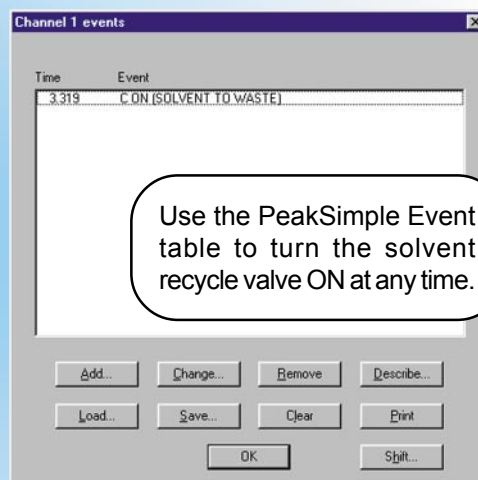 Channel 1 events
Time Event
3.319 C ON (SOLVENT TO WASTE)
Use the PeakSimple Event
table to turn the solvent
recycle valve ON at any time.
Add... Change... Remove Describe...
Load... Save... Clear Print
OK Shift...